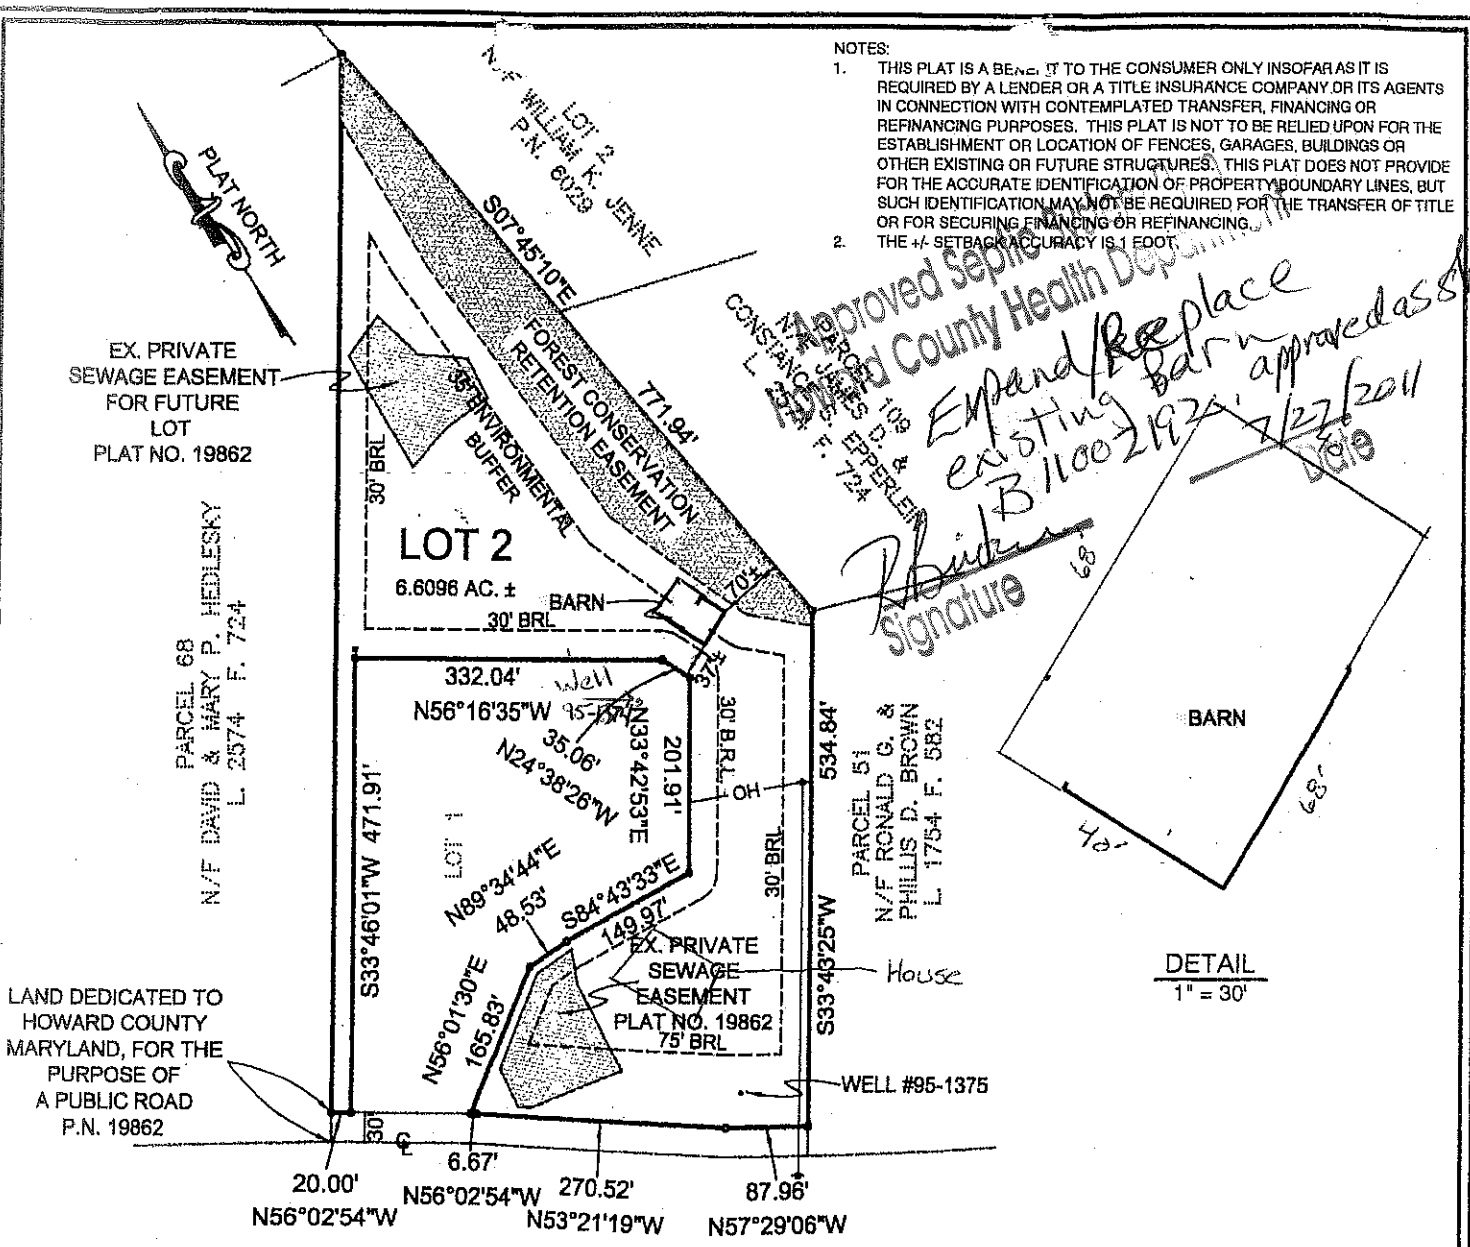 NOTES:
1. THIS PLAT IS A BENEFIT TO THE CONSUMER ONLY INSOFAR AS IT IS
REQUIRED BY A LENDER OR A TITLE INSURANCE COMPANY OR ITS AGENTS
IN CONNECTION WITH CONTEMPLATED TRANSFER, FINANCING OR
REFINANCING PURPOSES. THIS PLAT IS NOT TO BE RELIED UPON FOR THE
ESTABLISHMENT OR LOCATION OF FENCES, GARAGES, BUILDINGS OR
OTHER EXISTING OR FUTURE STRUCTURES. THIS PLAT DOES NOT PROVIDE
FOR THE ACCURATE IDENTIFICATION OF PROPERTY BOUNDARY LINES, BUT
SUCH IDENTIFICATION MAY NOT BE REQUIRED FOR THE TRANSFER OF TITLE
OR FOR SECURING FINANCING OR REFINANCING.
2. THE +/- SETBACK ACCURACY IS 1 FOOT.
PLAT NORTH
LOT 2
N/F WILLIAM K. JENNE
P.N. 6029
S07°45'10"E
771.94'
FOREST CONSERVATION
RETENTION EASEMENT
35' ENVIRONMENTAL
BUFFER
EX. PRIVATE
SEWAGE EASEMENT
FOR FUTURE
LOT
PLAT NO. 19862
30' BRL
PARCEL 109
N/F JAMES D. &
CONSTANCE S. EPPERLEIN
F. 724
Approved Septic
Howard County Health Department
Expand/Replace
existing Barn
B11002192 approved as S
7/27/2011
Date
Signature
LOT 2
6.6096 AC. ±
BARN
70'±
30' BRL
37'±
PARCEL 68
N/F DAVID & MARY P. HEDLESKY
L. 2574 F. 724
332.04'
N56°16'35"W
Well
35.06'
N24°38'26"W
N33°42'53"E
201.91'
30' B.R.L
OH
534.84'
PARCEL 51
N/F RONALD G. &
PHILLIS D. BROWN
L. 1754 F. 582
S33°46'01"W 471.91'
LOT 1
N89°34'44"E
48.53'
S84°43'33"E
149.97'
30' BRL
S33°43'25"W
EX. PRIVATE
SEWAGE
EASEMENT
PLAT NO. 19862
75' BRL
House
N56°01'30"E
165.83'
WELL #95-1375
LAND DEDICATED TO
HOWARD COUNTY
MARYLAND, FOR THE
PURPOSE OF
A PUBLIC ROAD
P.N. 19862
30'
20.00'
N56°02'54"W
6.67'
N56°02'54"W
270.52'
N53°21'19"W
87.96'
N57°29'06"W
40'
68'
BARN
40'
68'
DETAIL
1" = 30'